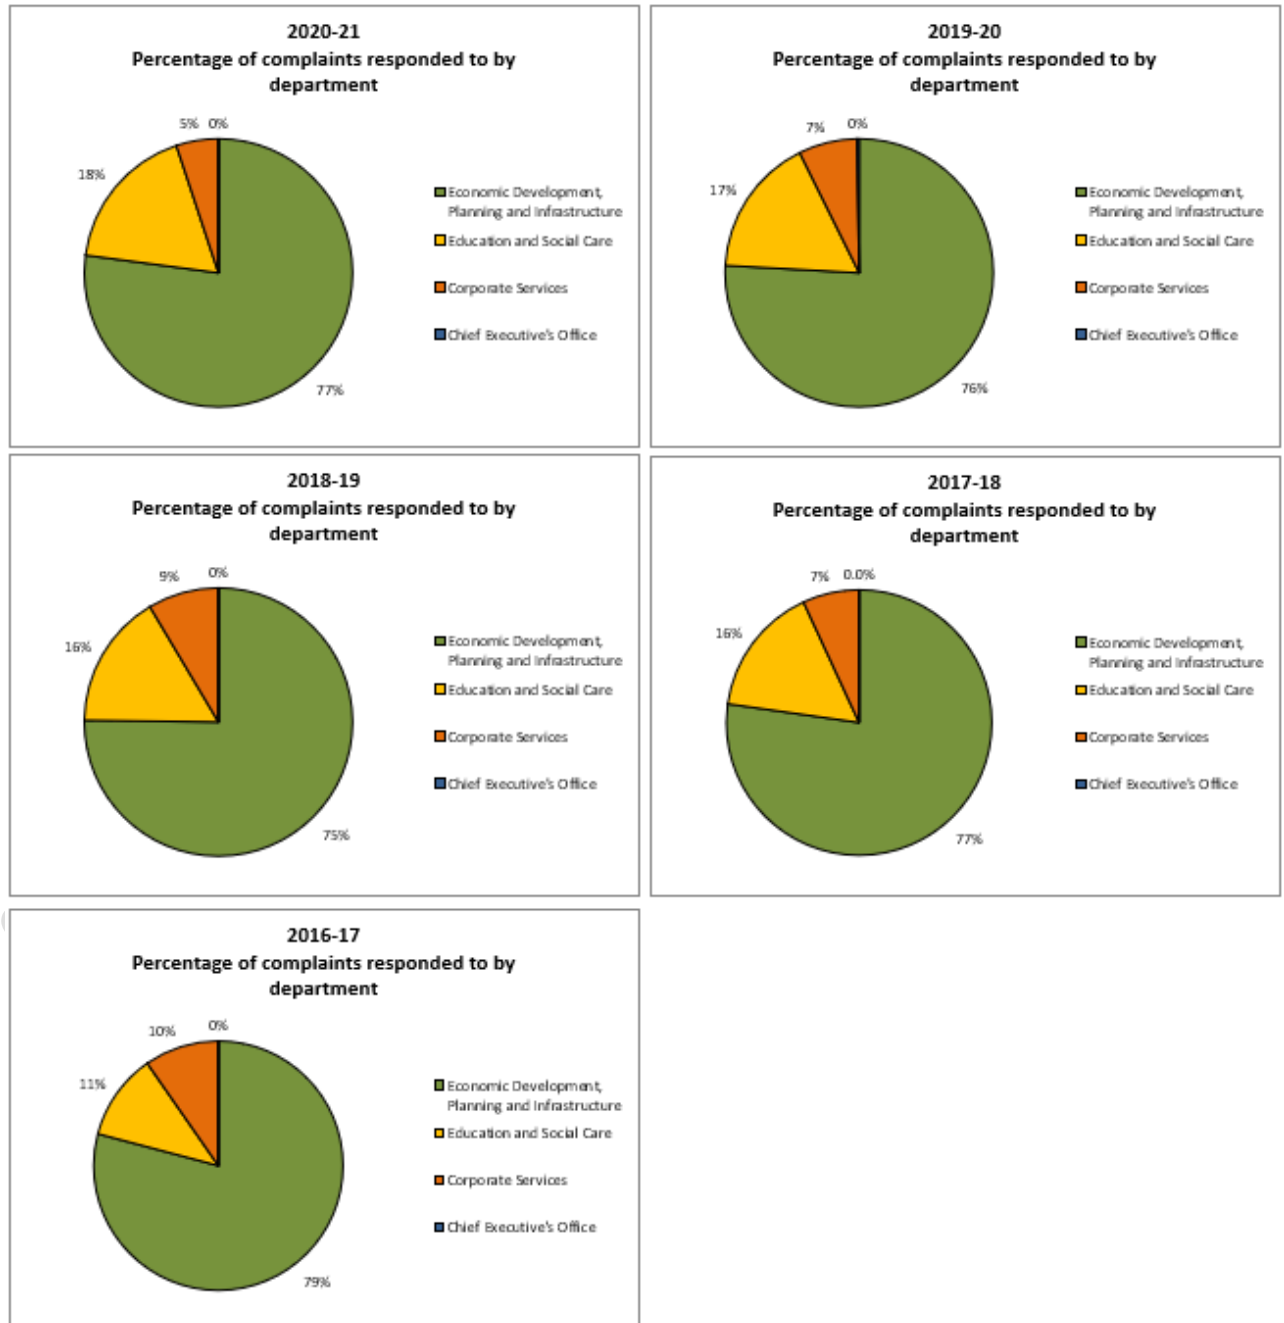 2020-21
Percentage of complaints responded to by
department
5% 0%
18%
77%
Economic Development,
Planning and Infrastructure
Education and Social Care
Corporate Services
Chief Executive's Office
2019-20
Percentage of complaints responded to by
department
7% 0%
17%
76%
Economic Development,
Planning and Infrastructure
Education and Social Care
Corporate Services
Chief Executive's Office
2018-19
Percentage of complaints responded to by
department
9% 0%
16%
75%
Economic Development,
Planning and Infrastructure
Education and Social Care
Corporate Services
Chief Executive's Office
2017-18
Percentage of complaints responded to by
department
7% 0.0%
16%
77%
Economic Development,
Planning and Infrastructure
Education and Social Care
Corporate Services
Chief Executive's Office
2016-17
Percentage of complaints responded to by
department
10% 0%
11%
79%
Economic Development,
Planning and Infrastructure
Education and Social Care
Corporate Services
Chief Executive's Office